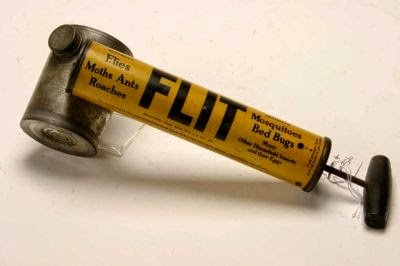 Flies
Moths Ants
Roaches
FLIT
Mosquitoes
Bed Bugs
Many
Other Household Insects
and their Eggs